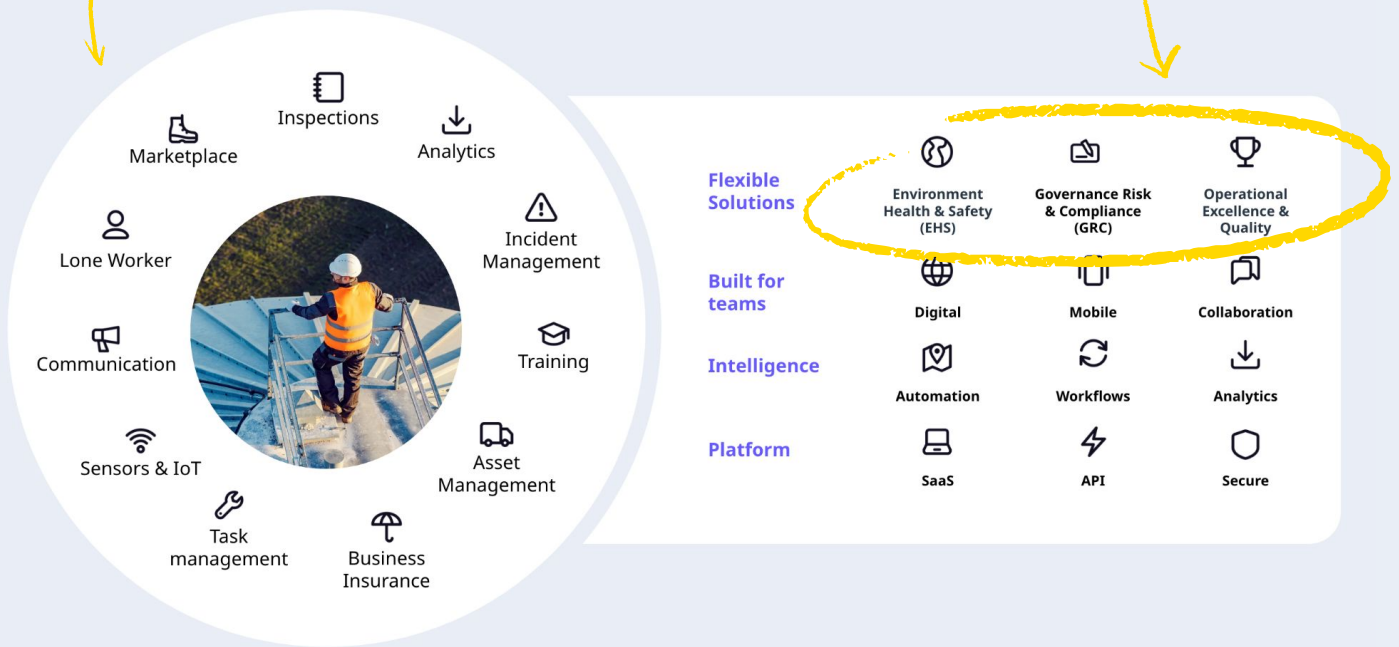 Inspections
Marketplace
Analytics
Lone Worker
Incident
Management
Communication
Training
Sensors & IoT
Asset
Management
Task
management
Business
Insurance
Flexible
Solutions
Environment
Health & Safety
(EHS)
Governance Risk
& Compliance
(GRC)
Operational
Excellence &
Quality
Built for
teams
Digital
Mobile
Collaboration
Intelligence
Automation
Workflows
Analytics
Platform
SaaS
API
Secure